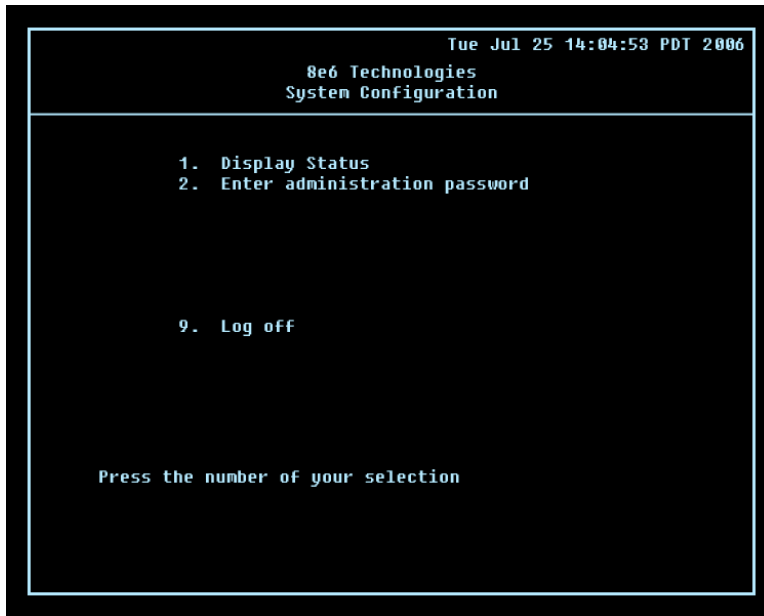 Tue Jul 25 14:04:53 PDT 2006
8e6 Technologies
System Configuration
1. Display Status
2. Enter administration password
9. Log off
Press the number of your selection